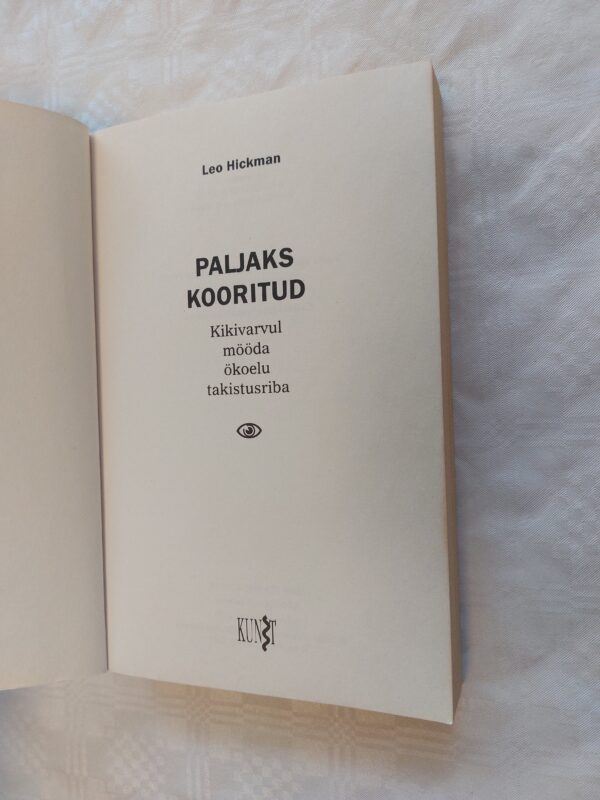 Leo Hickman
PALJAKS
KOORITUD
Kikivarvul
mööda
ökoelu
takistusriba
KUNST